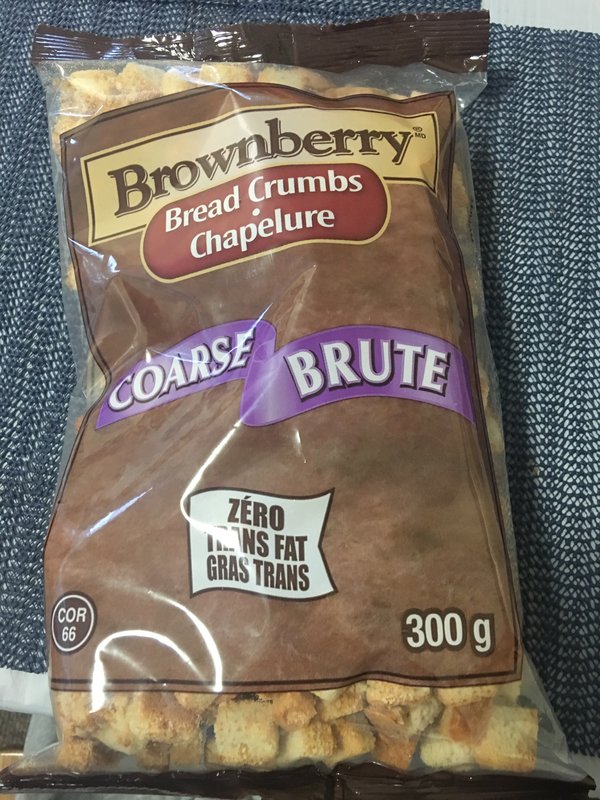 Brownberry MD
Bread Crumbs
•
Chapelure
COARSE BRUTE
ZÉRO
TRANS FAT
GRAS TRANS
COR
66
300 g